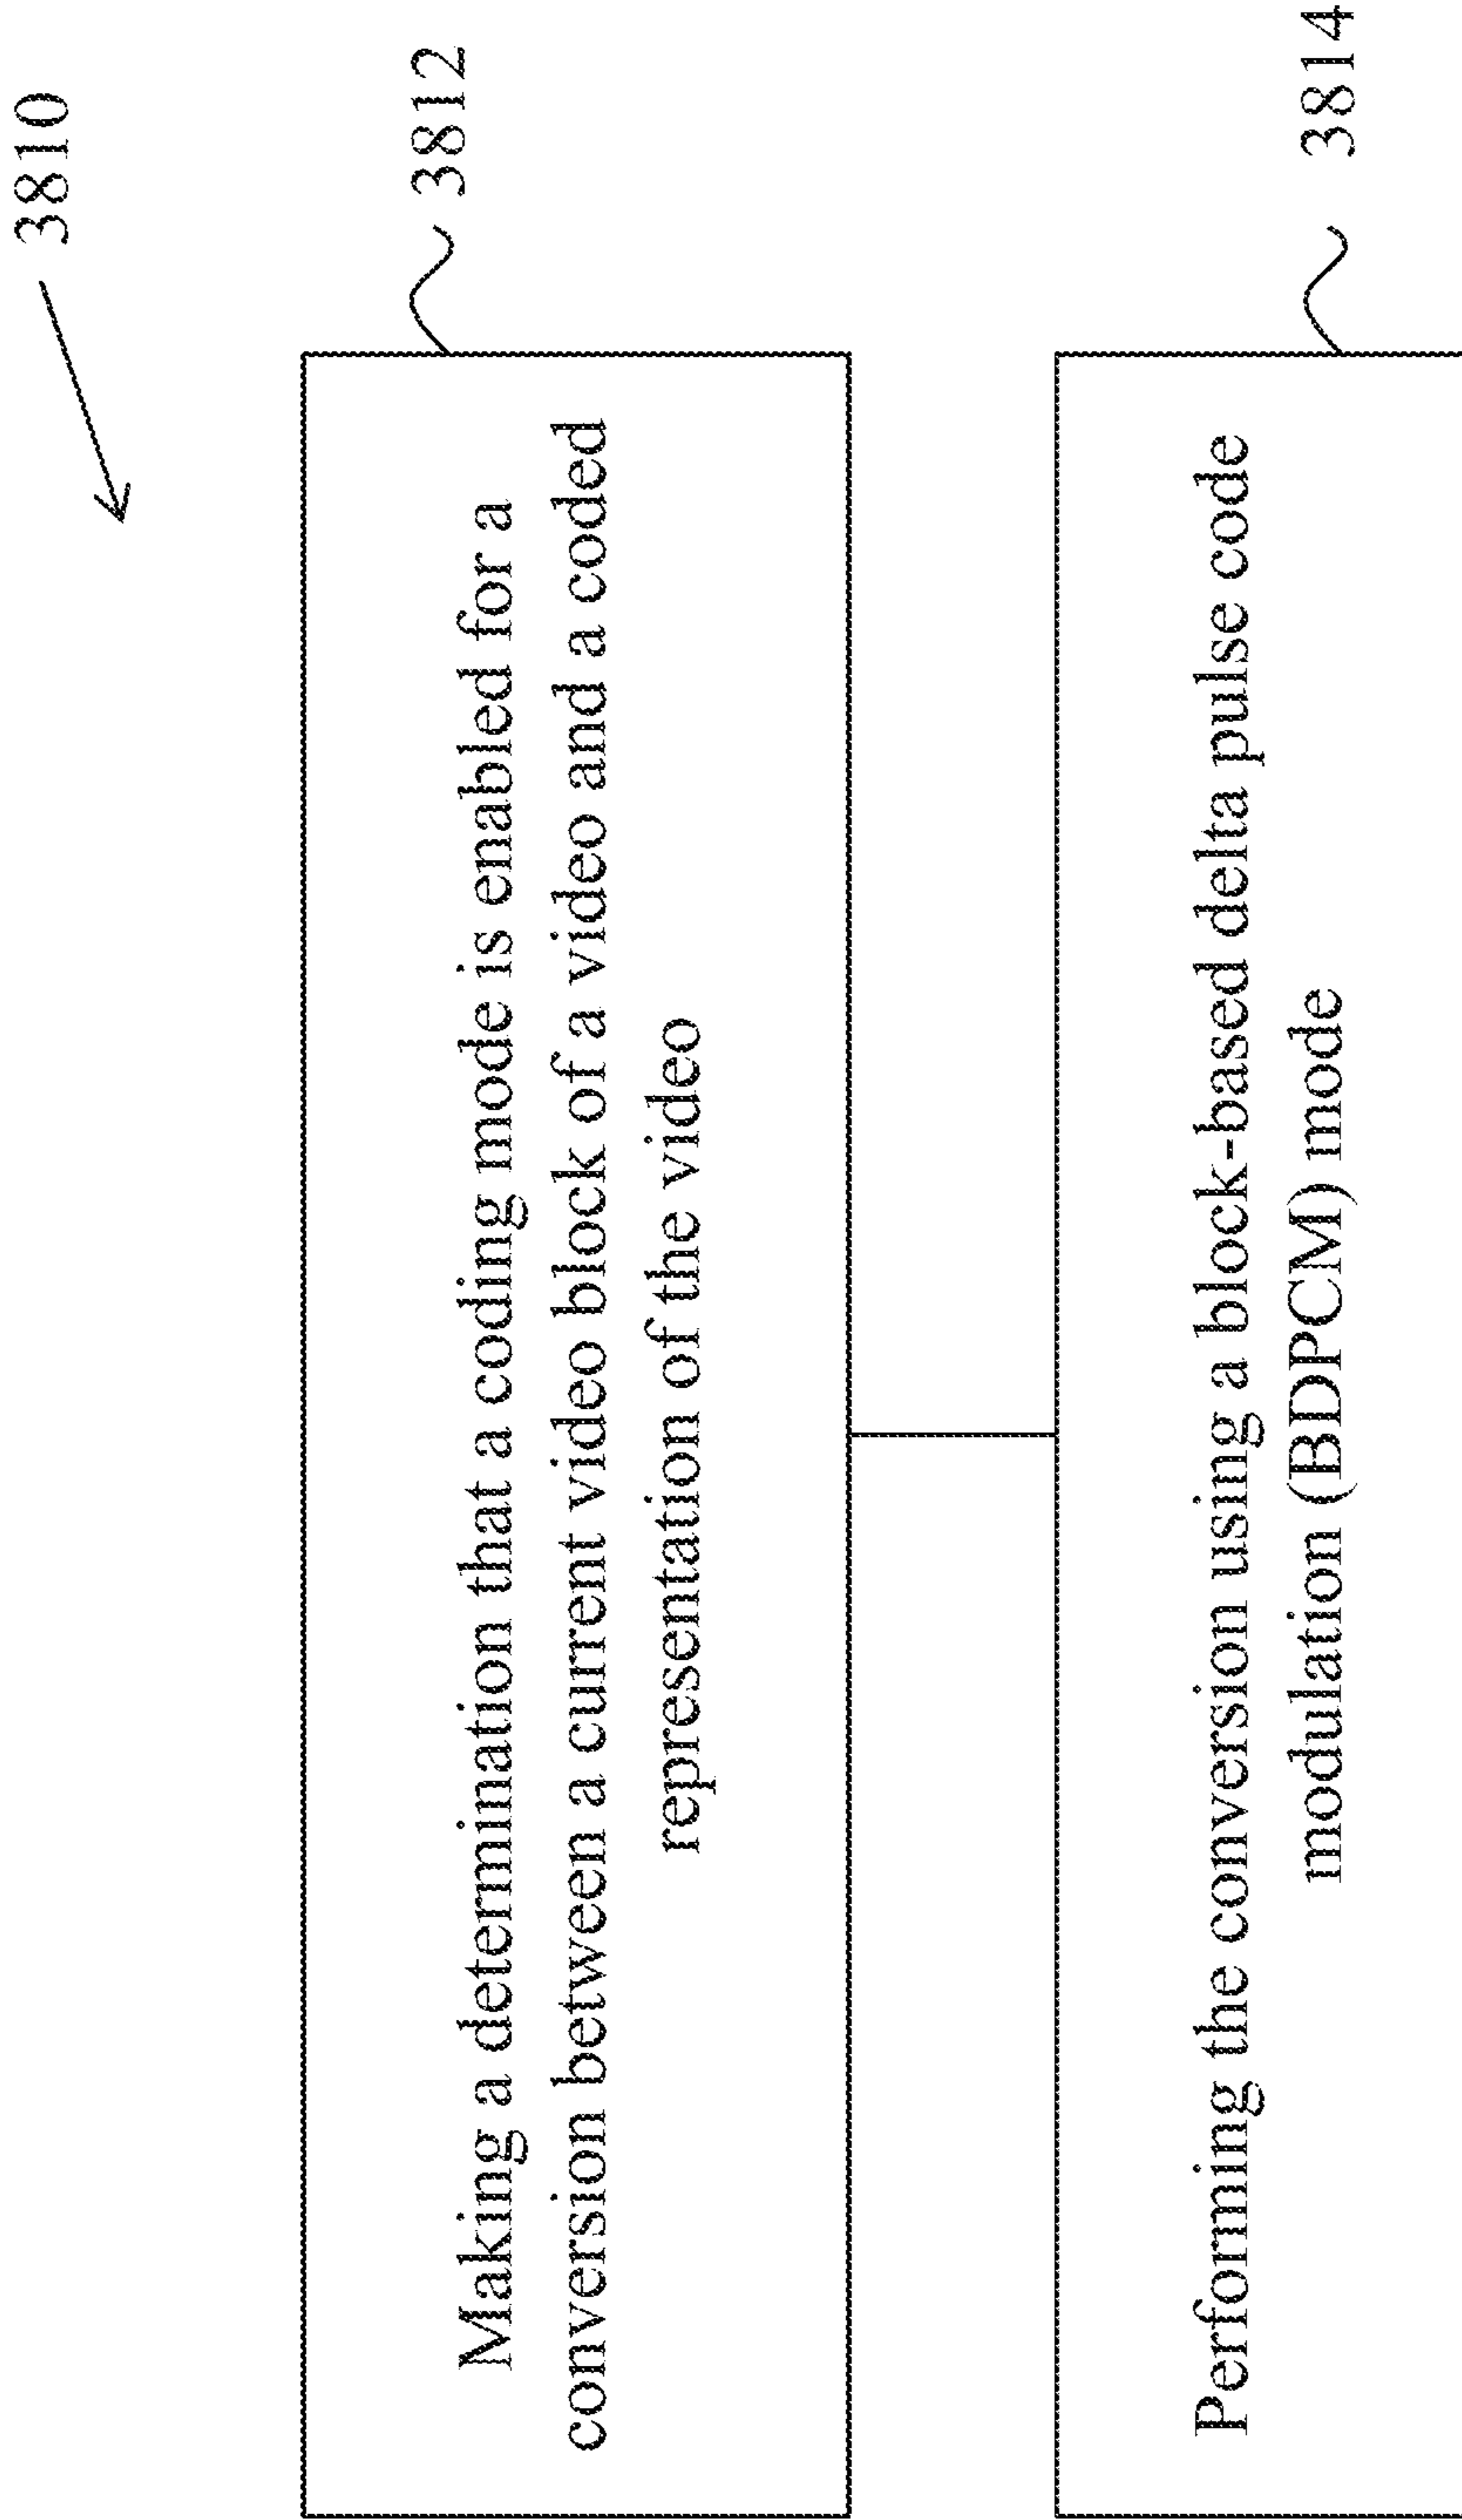 3810
3812
Making a determination that a coding mode is enabled for a
conversion between a current video block of a video and a coded
representation of the video
3814
Performing the conversion using a block-based delta pulse code
modulation (BDPCM) mode